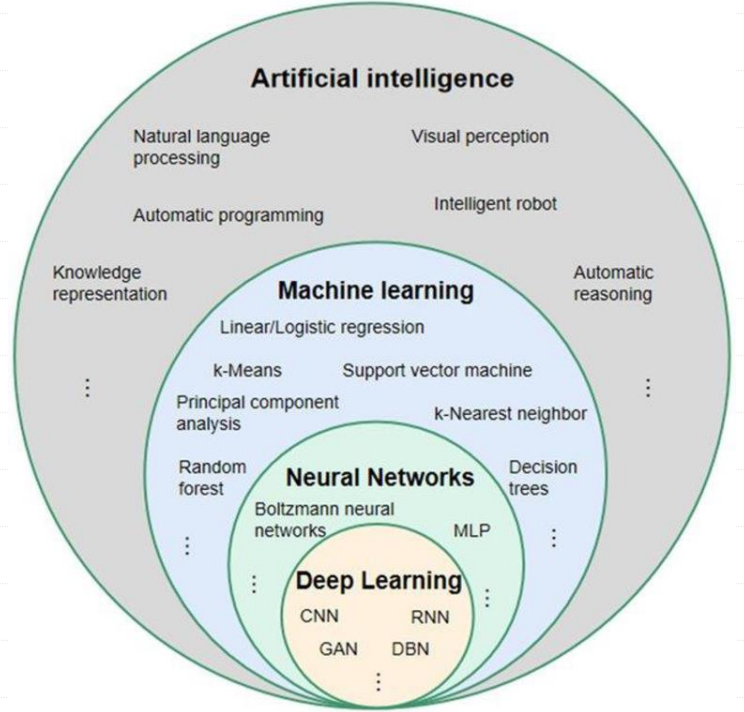 Artificial intelligence
Natural language
processing
Visual perception
Automatic programming
Intelligent robot
Knowledge
representation
Automatic
reasoning
Machine learning
Linear/Logistic regression
k-Means
Support vector machine
Principal component
analysis
k-Nearest neighbor
Random
forest
Decision
trees
Neural Networks
Boltzmann neural
networks
MLP
Deep Learning
CNN
RNN
GAN
DBN